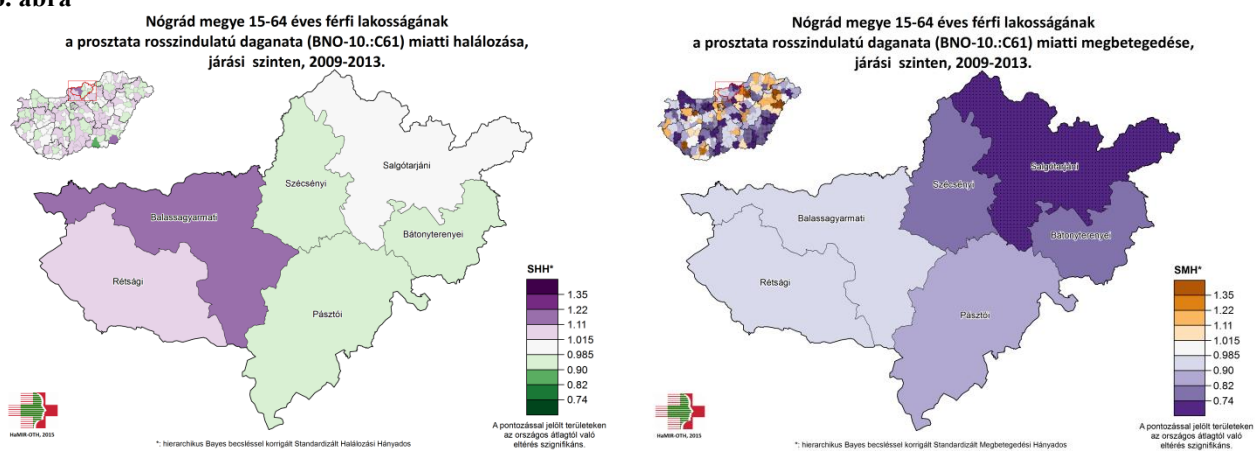 Nógrád megye 15-64 éves férfi lakosságának
a prosztata rosszindulatú daganata (BNO-10.:C61) miatti halálozása,
járási szinten, 2009-2013.
Salgótarjáni
Szécsényi
Balassagyarmati
Bátonyterenyei
Rétsági
Pásztói
SHH*
1.35
1.22
1.11
1.015
0.985
0.90
0.82
0.74
HaMIR-OTH, 2015
*: hierarchikus Bayes becsléssel korrigált Standardizált Halálozási Hányados
A pontozással jelölt területeken
az országos átlagtól való
eltérés szignifikáns.
Nógrád megye 15-64 éves férfi lakosságának
a prosztata rosszindulatú daganata (BNO-10.:C61) miatti megbetegedése,
járási szinten, 2009-2013.
Salgótarjáni
Szécsényi
Balassagyarmati
Bátonyterenyei
Rétsági
Pásztói
SMH*
1.35
1.22
1.11
1.015
0.985
0.90
0.82
0.74
HaMIR-OTH, 2015
*: hierarchikus Bayes becsléssel korrigált Standardizált Megbetegedési Hányados
A pontozással jelölt területeken
az országos átlagtól való
eltérés szignifikáns.